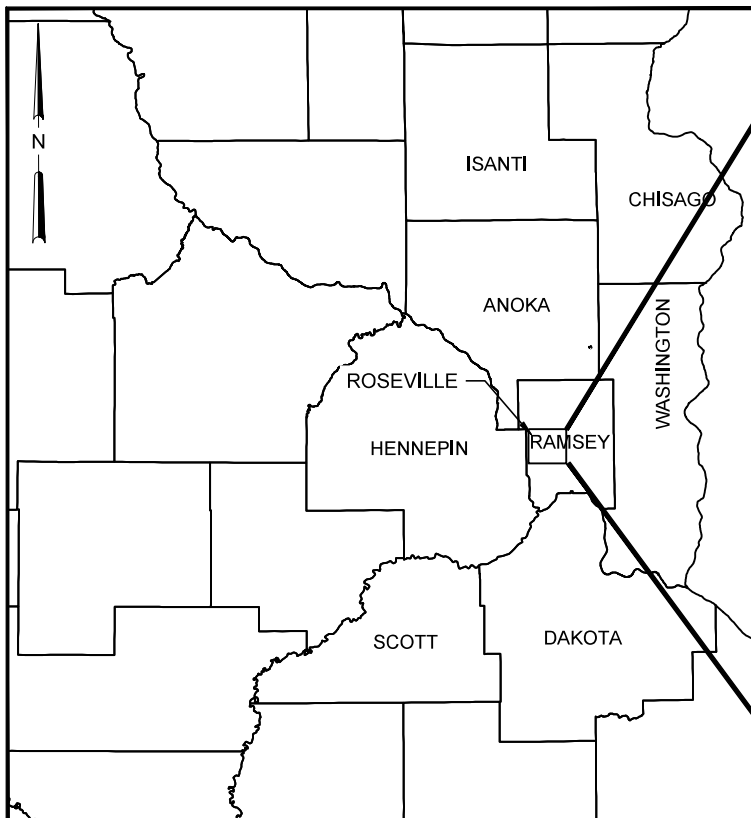 N
ISANTI
CHISAGO
ANOKA
WASHINGTON
ROSEVILLE
RAMSEY
HENNEPIN
SCOTT
DAKOTA